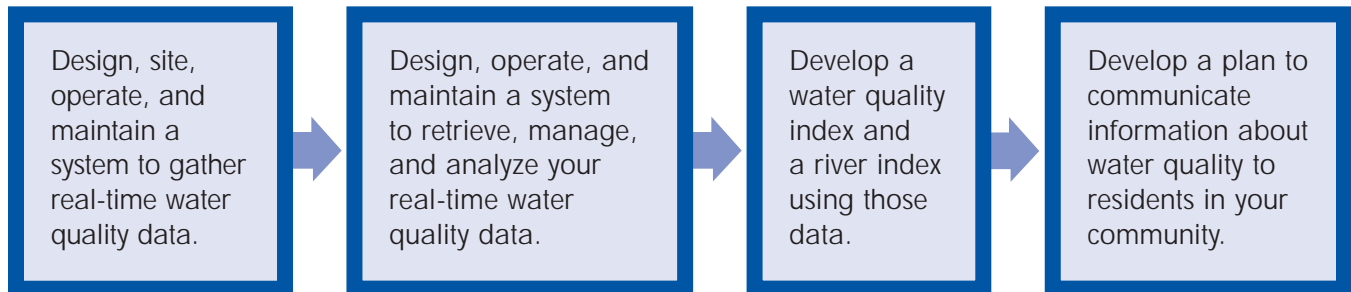 Design, site,
operate, and
maintain a
system to gather
real-time water
quality data.
Design, operate, and
maintain a system
to retrieve, manage,
and analyze your
real-time water
quality data.
Develop a
water quality
index and
a river index
using those
data.
Develop a plan to
communicate
information about
water quality to
residents in your
community.